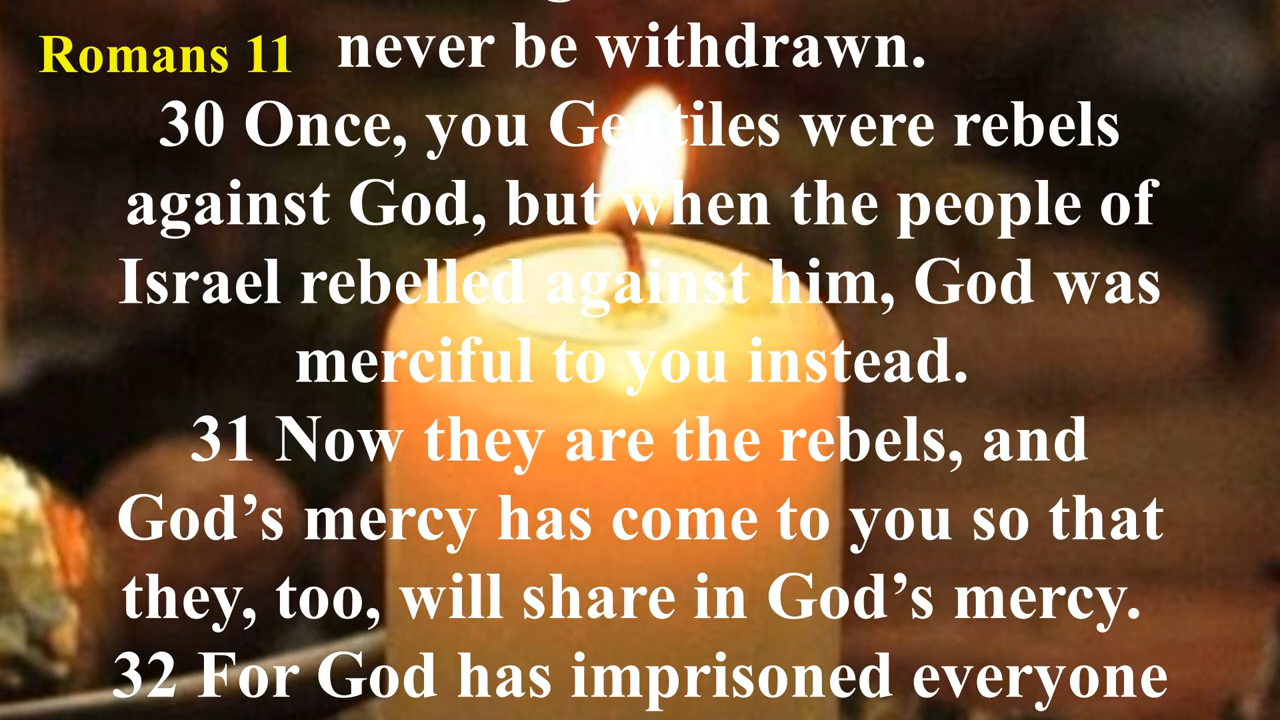 Romans 11
never be withdrawn.
30 Once, you Gentiles were rebels
against God, but when the people of
Israel rebelled against him, God was
merciful to you instead.
31 Now they are the rebels, and
God’s mercy has come to you so that
they, too, will share in God’s mercy.
32 For God has imprisoned everyone